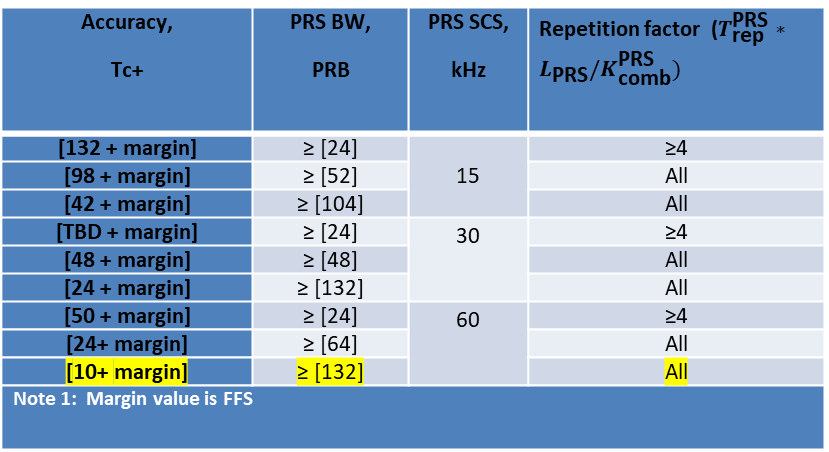 Accuracy, Tc+ | PRS BW, PRB | PRS SCS, kHz | Repetition factor ($T_{\text{rep}}^{\text{PRS}} * L_{\text{PRS}}/K_{\text{comb}}^{\text{PRS}}$)
[132 + margin] | ≥ [24] | 15 | ≥4
[98 + margin] | ≥ [52] | | All
[42 + margin] | ≥ [104] | | All
[TBD + margin] | ≥ [24] | 30 | ≥4
[48 + margin] | ≥ [48] | | All
[24 + margin] | ≥ [132] | | All
[50 + margin] | ≥ [24] | 60 | ≥4
[24+ margin] | ≥ [64] | | All
[10+ margin] | ≥ [132] | | All
Note 1: Margin value is FFS